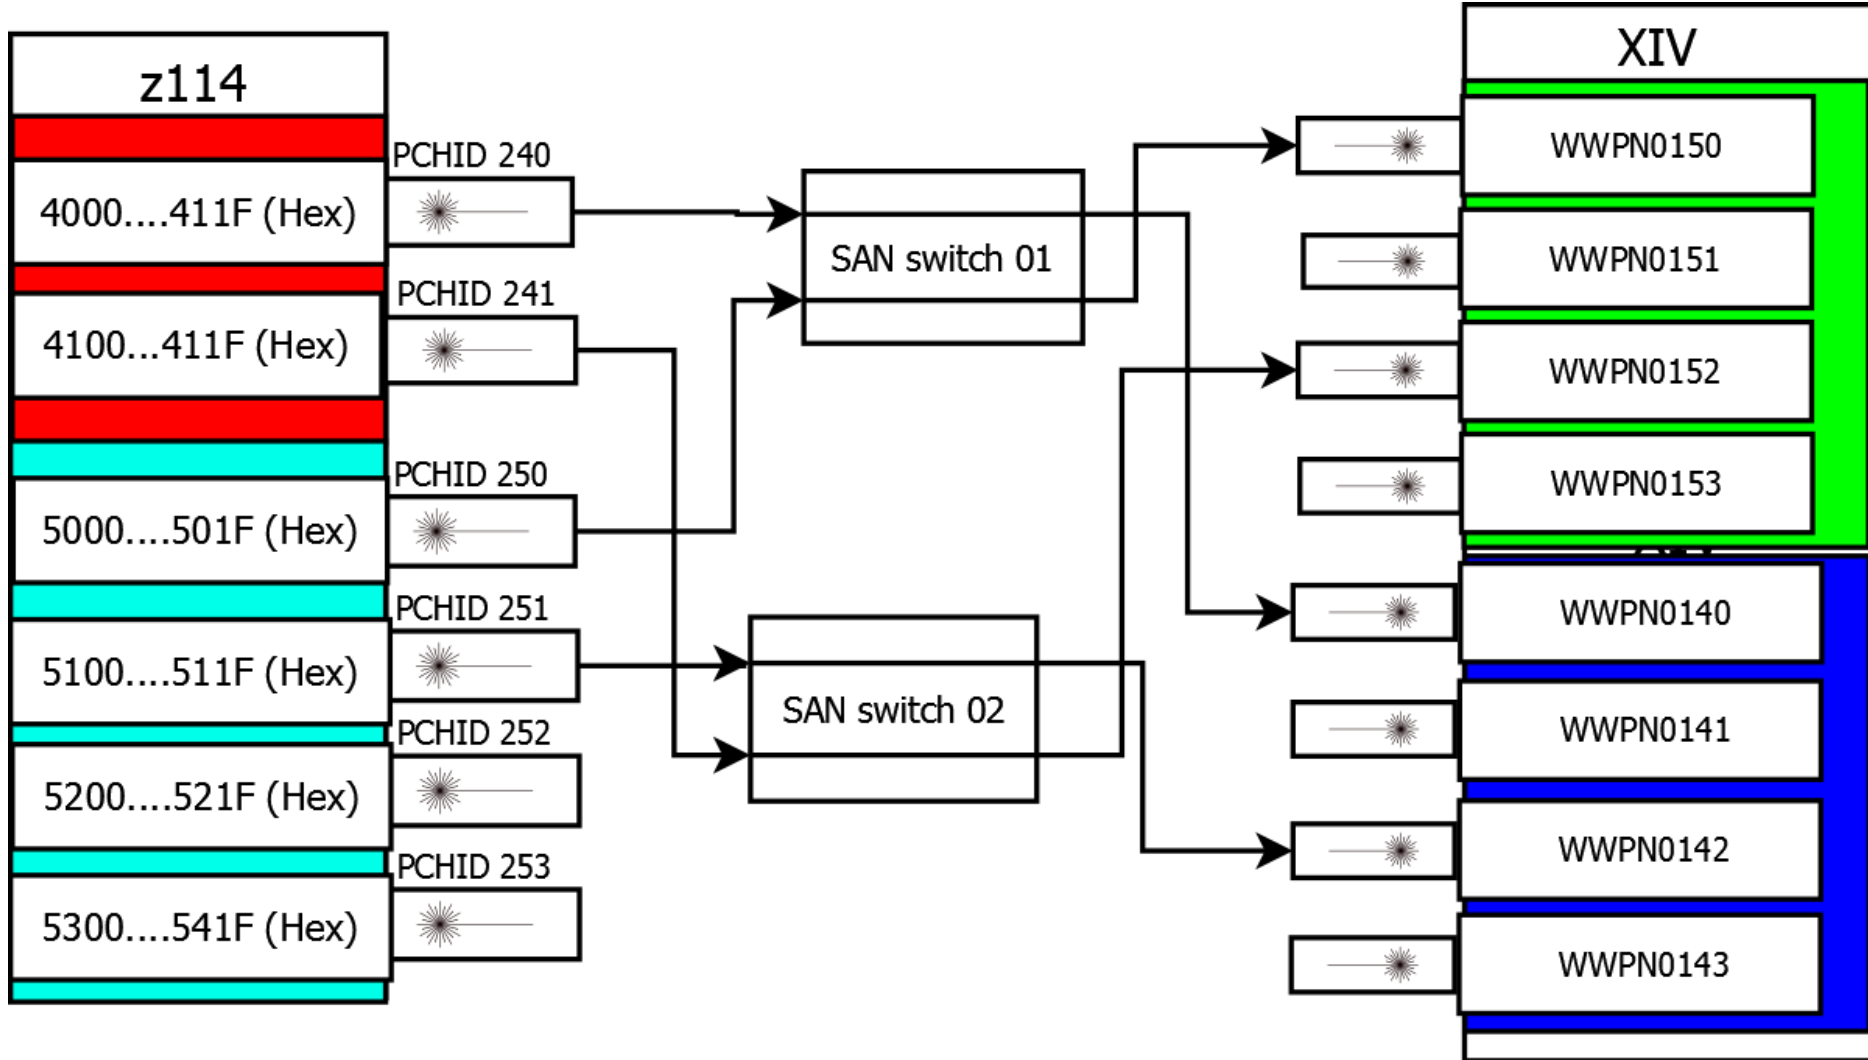 z114
PCHID 240
4000....411F (Hex)
PCHID 241
4100...411F (Hex)
PCHID 250
5000....501F (Hex)
PCHID 251
5100....511F (Hex)
PCHID 252
5200....521F (Hex)
PCHID 253
5300....541F (Hex)
SAN switch 01
SAN switch 02
XIV
WWPN0150
WWPN0151
WWPN0152
WWPN0153
WWPN0140
WWPN0141
WWPN0142
WWPN0143